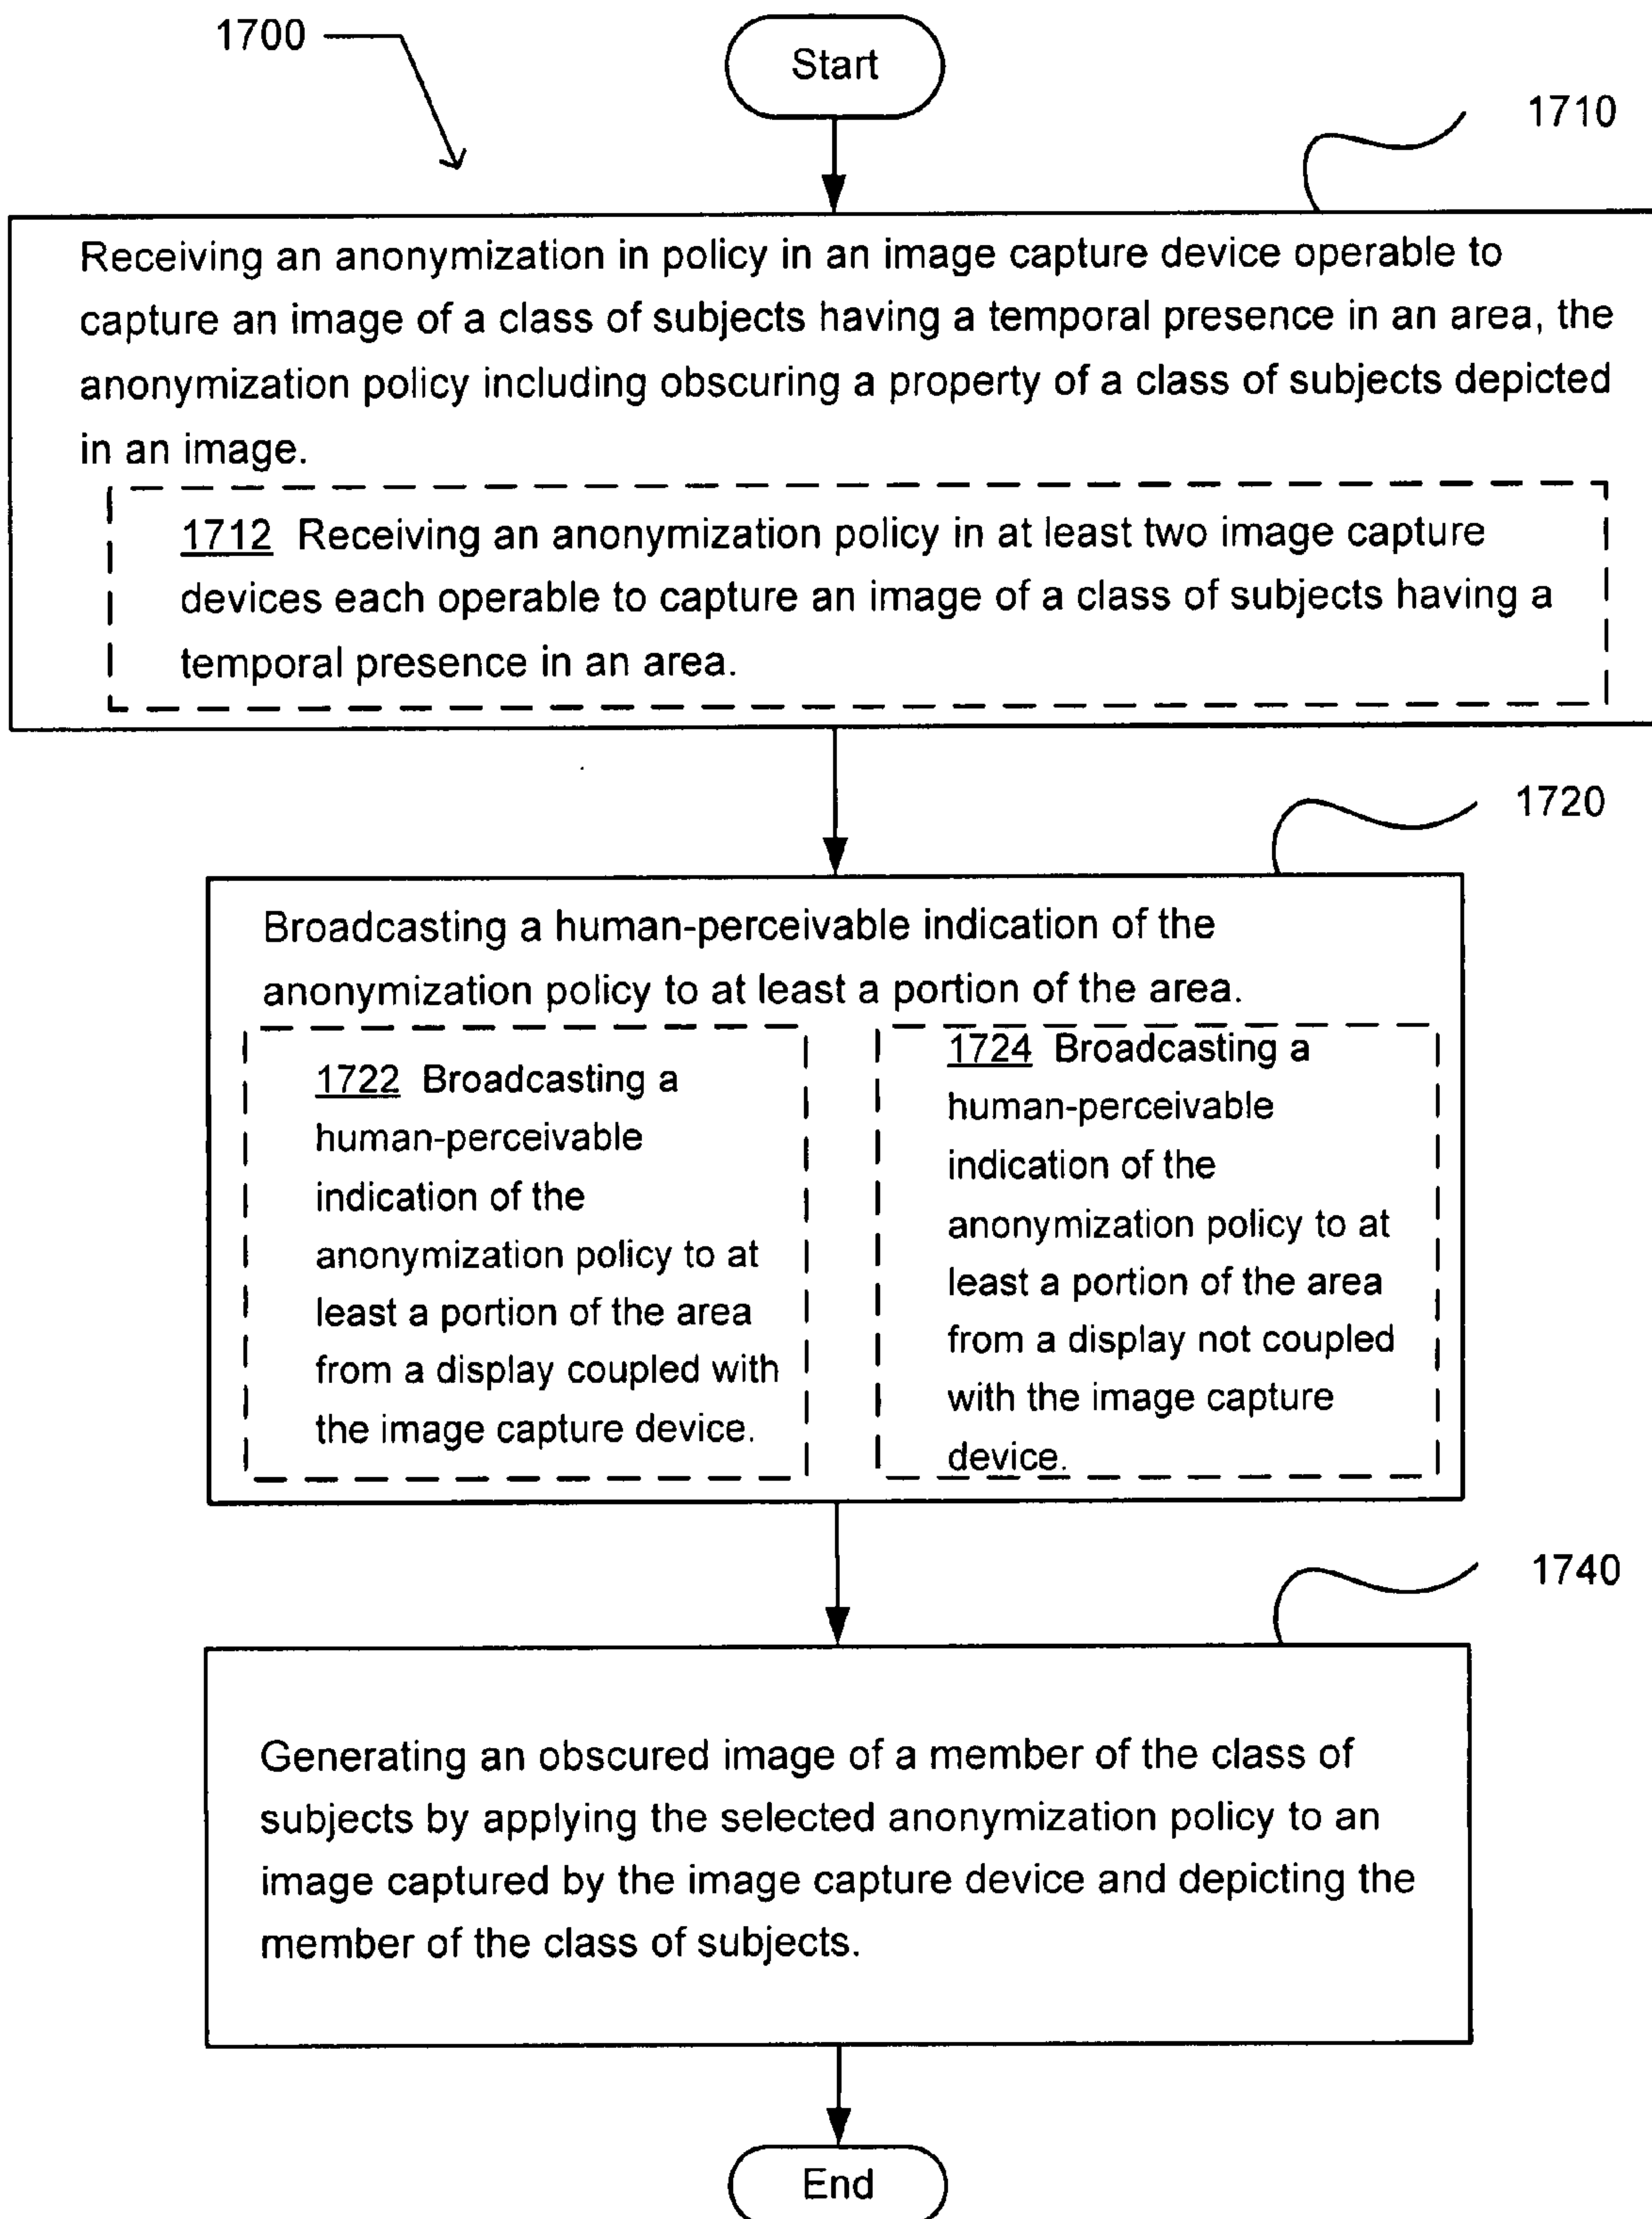 1700
Start
1710
Receiving an anonymization in policy in an image capture device operable to
capture an image of a class of subjects having a temporal presence in an area, the
anonymization policy including obscuring a property of a class of subjects depicted
in an image.
1712 Receiving an anonymization policy in at least two image capture
devices each operable to capture an image of a class of subjects having a
temporal presence in an area.
1720
Broadcasting a human-perceivable indication of the
anonymization policy to at least a portion of the area.
1722 Broadcasting a
human-perceivable
indication of the
anonymization policy to at
least a portion of the area
from a display coupled with
the image capture device.
1724 Broadcasting a
human-perceivable
indication of the
anonymization policy to at
least a portion of the area
from a display not coupled
with the image capture
device.
1740
Generating an obscured image of a member of the class of
subjects by applying the selected anonymization policy to an
image captured by the image capture device and depicting the
member of the class of subjects.
End